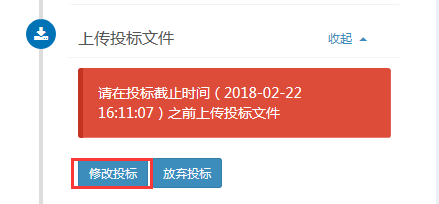 上传投标文件 收起
请在投标截止时间（2018-02-22
16:11:07）之前上传投标文件
修改投标 放弃投标